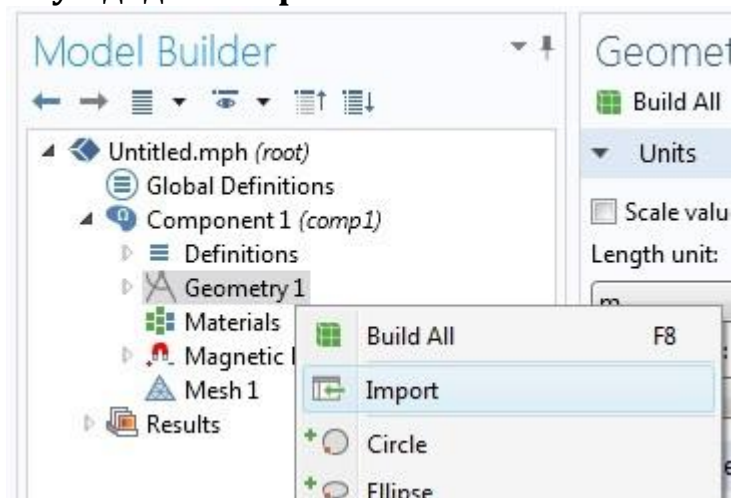 Model Builder
Untitled.mph (root)
Global Definitions
Component 1 (comp1)
Definitions
Geometry 1
Materials
Magnetic
Mesh 1
Results
Build All F8
Import
Circle
Ellipse
Geomet
Build All
Units
Scale valu
Length unit:
m